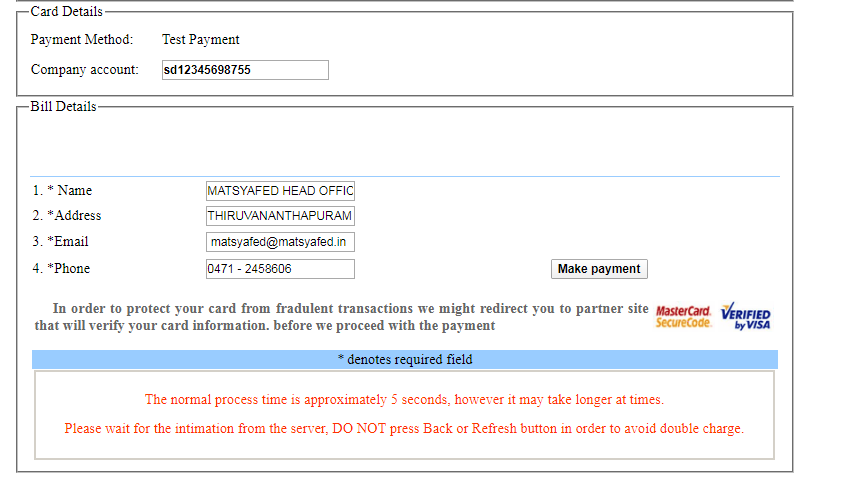 Card Details
Payment Method: Test Payment
Company account: sd12345698755
Bill Details
1. * Name MATSYAFED HEAD OFFIC
2. *Address THIRUVANANTHAPURAM
3. *Email matsyafed@matsyafed.in
4. *Phone 0471 - 2458606 Make payment
In order to protect your card from fradulent transactions we might redirect you to partner site
that will verify your card information. before we proceed with the payment
MasterCard. SecureCode.
VERIFIED by VISA
* denotes required field
The normal process time is approximately 5 seconds, however it may take longer at times.
Please wait for the intimation from the server, DO NOT press Back or Refresh button in order to avoid double charge.